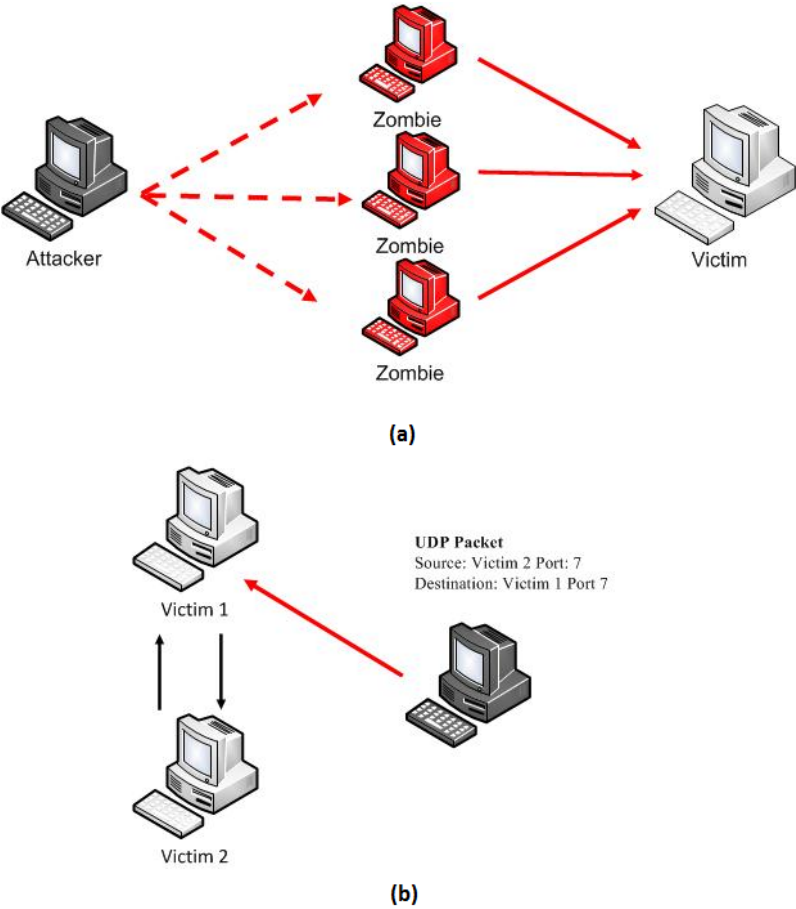 Zombie
Attacker
Zombie
Victim
Zombie
(a)
UDP Packet
Source: Victim 2 Port: 7
Destination: Victim 1 Port 7
Victim 1
Victim 2
(b)